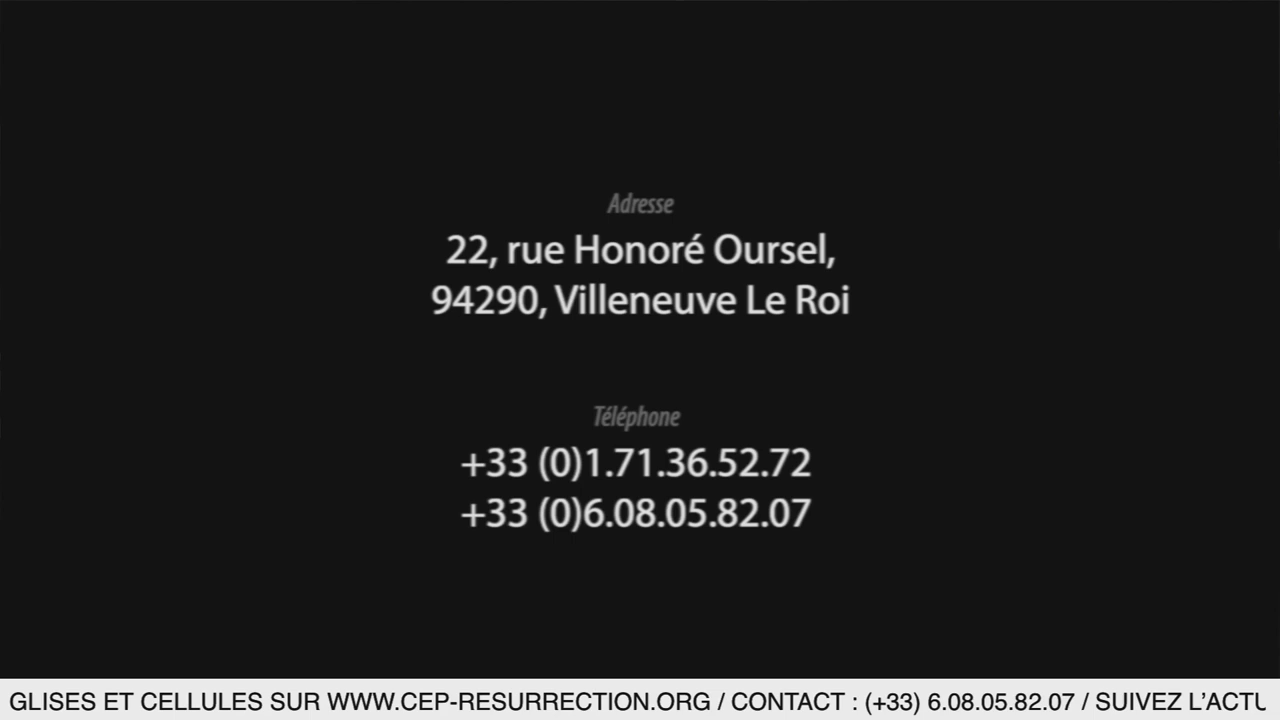 Adresse
22, rue Honoré Oursel,
94290, Villeneuve Le Roi
Téléphone
+33 (0)1.71.36.52.72
+33 (0)6.08.05.82.07
GLISES ET CELLULES SUR WWW.CEP-RESURRECTION.ORG / CONTACT : (+33) 6.08.05.82.07 / SUIVEZ L’ACTU